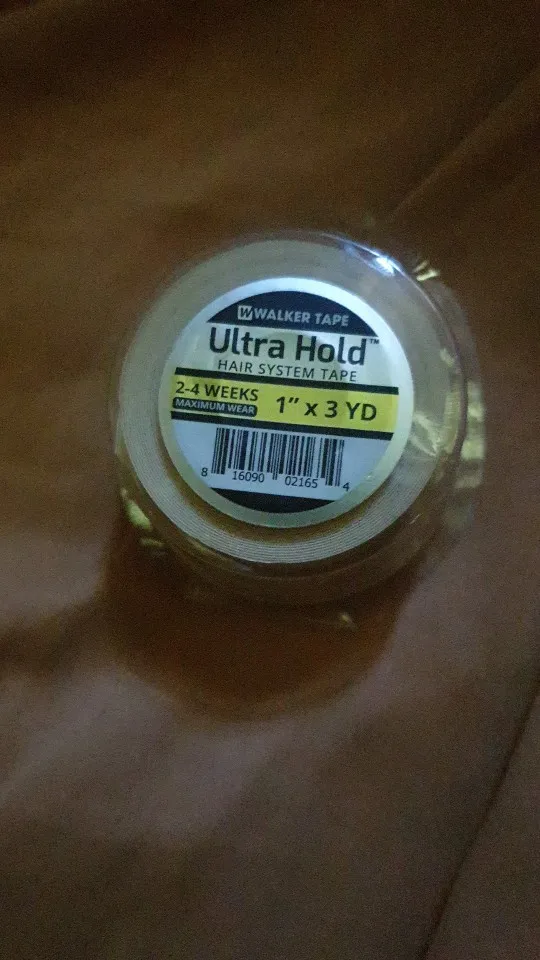 W WALKER TAPE
Ultra Hold™
HAIR SYSTEM TAPE
2-4 WEEKS
MAXIMUM WEAR
1" x 3 YD
8 16090 02165 4